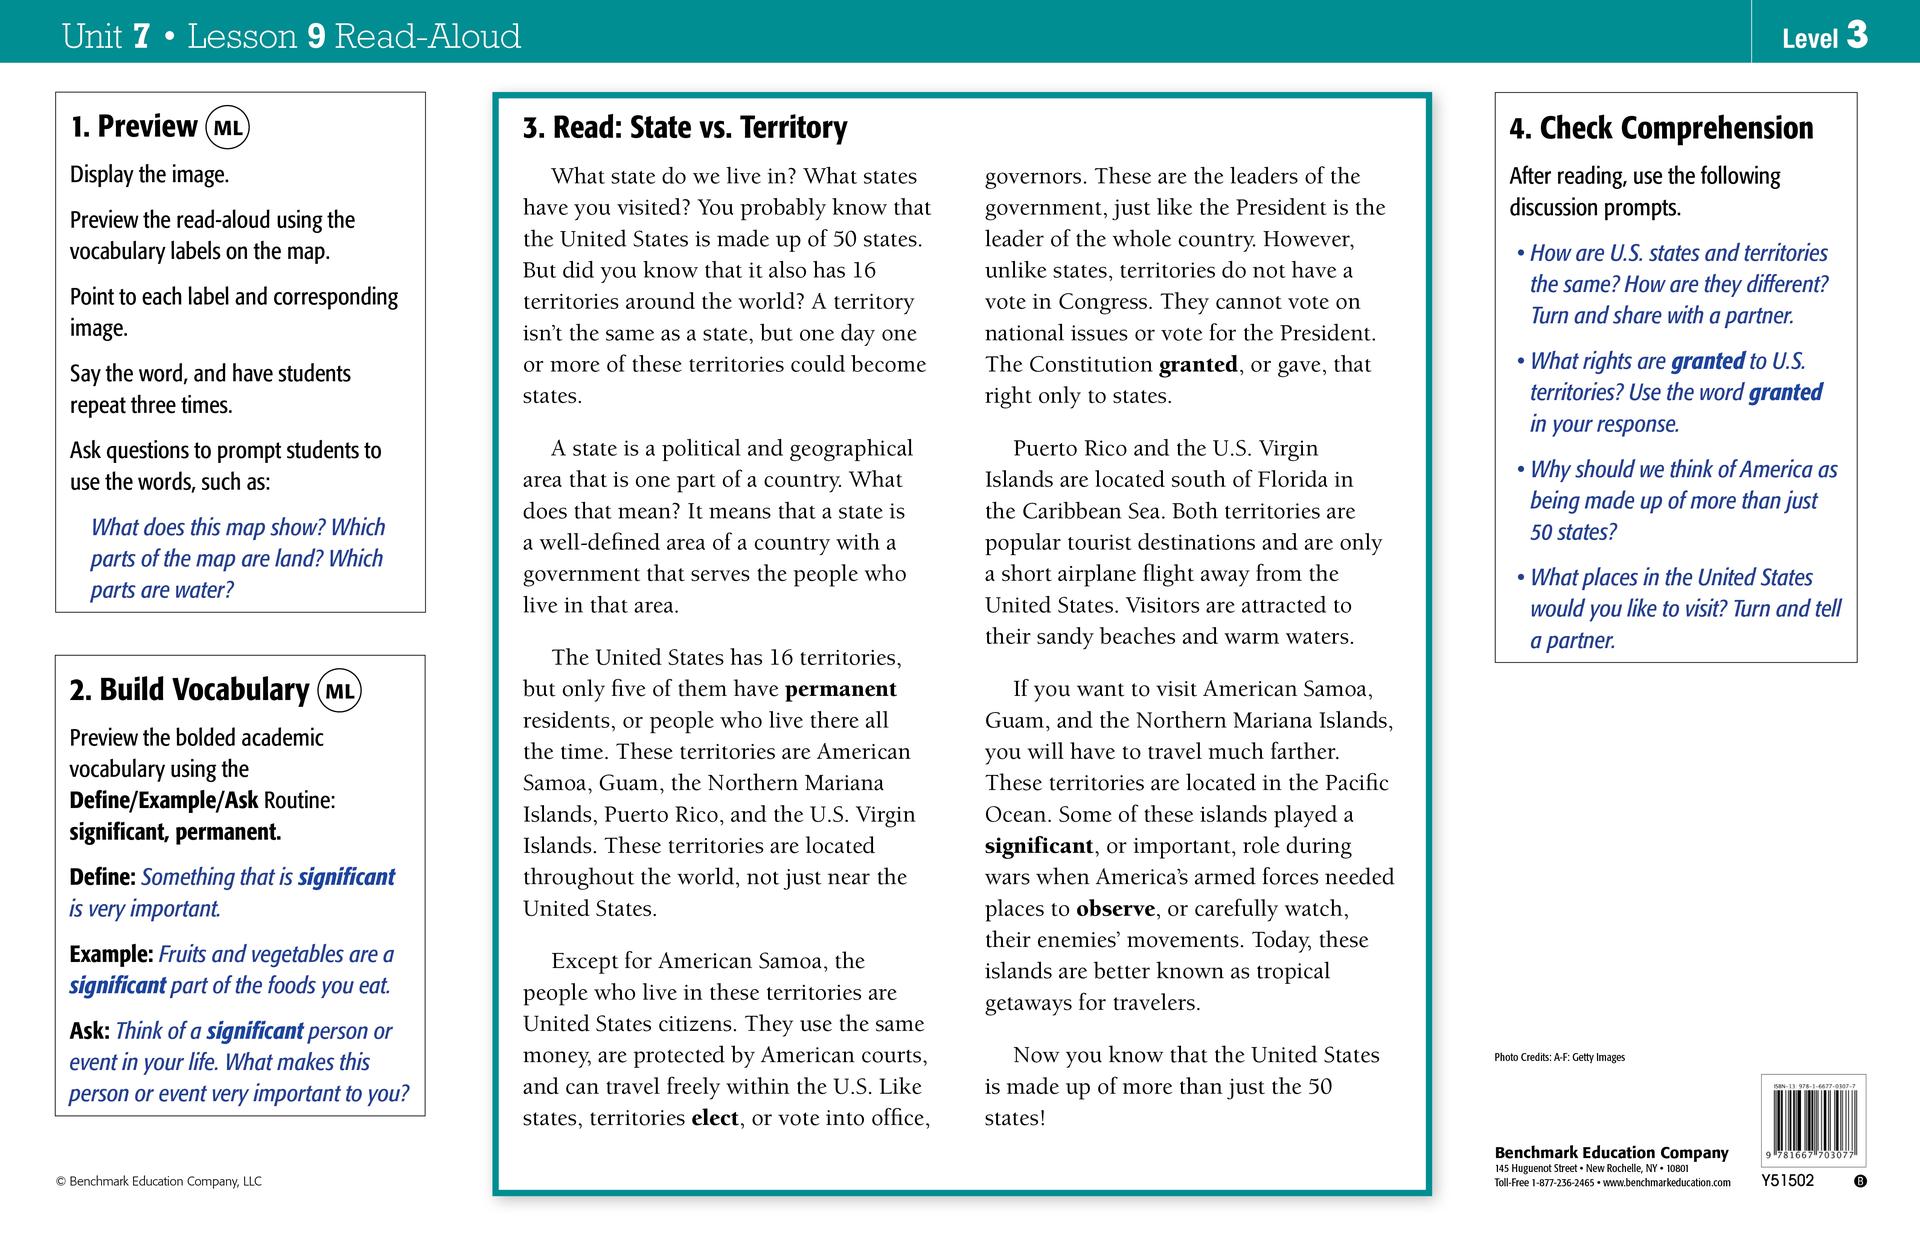 Unit 7 • Lesson 9 Read-Aloud
Level 3
1. Preview ML
Display the image.
Preview the read-aloud using the
vocabulary labels on the map.
Point to each label and corresponding
image.
Say the word, and have students
repeat three times.
Ask questions to prompt students to
use the words, such as:
What does this map show? Which
parts of the map are land? Which
parts are water?
2. Build Vocabulary ML
Preview the bolded academic
vocabulary using the
Define/Example/Ask Routine:
significant, permanent.
Define: Something that is significant
is very important.
Example: Fruits and vegetables are a
significant part of the foods you eat.
Ask: Think of a significant person or
event in your life. What makes this
person or event very important to you?
© Benchmark Education Company, LLC
3. Read: State vs. Territory
What state do we live in? What states
have you visited? You probably know that
the United States is made up of 50 states.
But did you know that it also has 16
territories around the world? A territory
isn’t the same as a state, but one day one
or more of these territories could become
states.
A state is a political and geographical
area that is one part of a country. What
does that mean? It means that a state is
a well-defined area of a country with a
government that serves the people who
live in that area.
The United States has 16 territories,
but only five of them have permanent
residents, or people who live there all
the time. These territories are American
Samoa, Guam, the Northern Mariana
Islands, Puerto Rico, and the U.S. Virgin
Islands. These territories are located
throughout the world, not just near the
United States.
Except for American Samoa, the
people who live in these territories are
United States citizens. They use the same
money, are protected by American courts,
and can travel freely within the U.S. Like
states, territories elect, or vote into office,
governors. These are the leaders of the
government, just like the President is the
leader of the whole country. However,
unlike states, territories do not have a
vote in Congress. They cannot vote on
national issues or vote for the President.
The Constitution granted, or gave, that
right only to states.
Puerto Rico and the U.S. Virgin
Islands are located south of Florida in
the Caribbean Sea. Both territories are
popular tourist destinations and are only
a short airplane flight away from the
United States. Visitors are attracted to
their sandy beaches and warm waters.
If you want to visit American Samoa,
Guam, and the Northern Mariana Islands,
you will have to travel much farther.
These territories are located in the Pacific
Ocean. Some of these islands played a
significant, or important, role during
wars when America’s armed forces needed
places to observe, or carefully watch,
their enemies’ movements. Today, these
islands are better known as tropical
getaways for travelers.
Now you know that the United States
is made up of more than just the 50
states!
4. Check Comprehension
After reading, use the following
discussion prompts.
• How are U.S. states and territories
the same? How are they different?
Turn and share with a partner.
• What rights are granted to U.S.
territories? Use the word granted
in your response.
• Why should we think of America as
being made up of more than just
50 states?
• What places in the United States
would you like to visit? Turn and tell
a partner.
Photo Credits: A-F: Getty Images
Benchmark Education Company
145 Huguenot Street • New Rochelle, NY • 10801
Toll-Free 1-877-236-2465 • www.benchmarkeducation.com
ISBN-13 978-1-6677-0307-7
9 781667 703077
Y51502
B